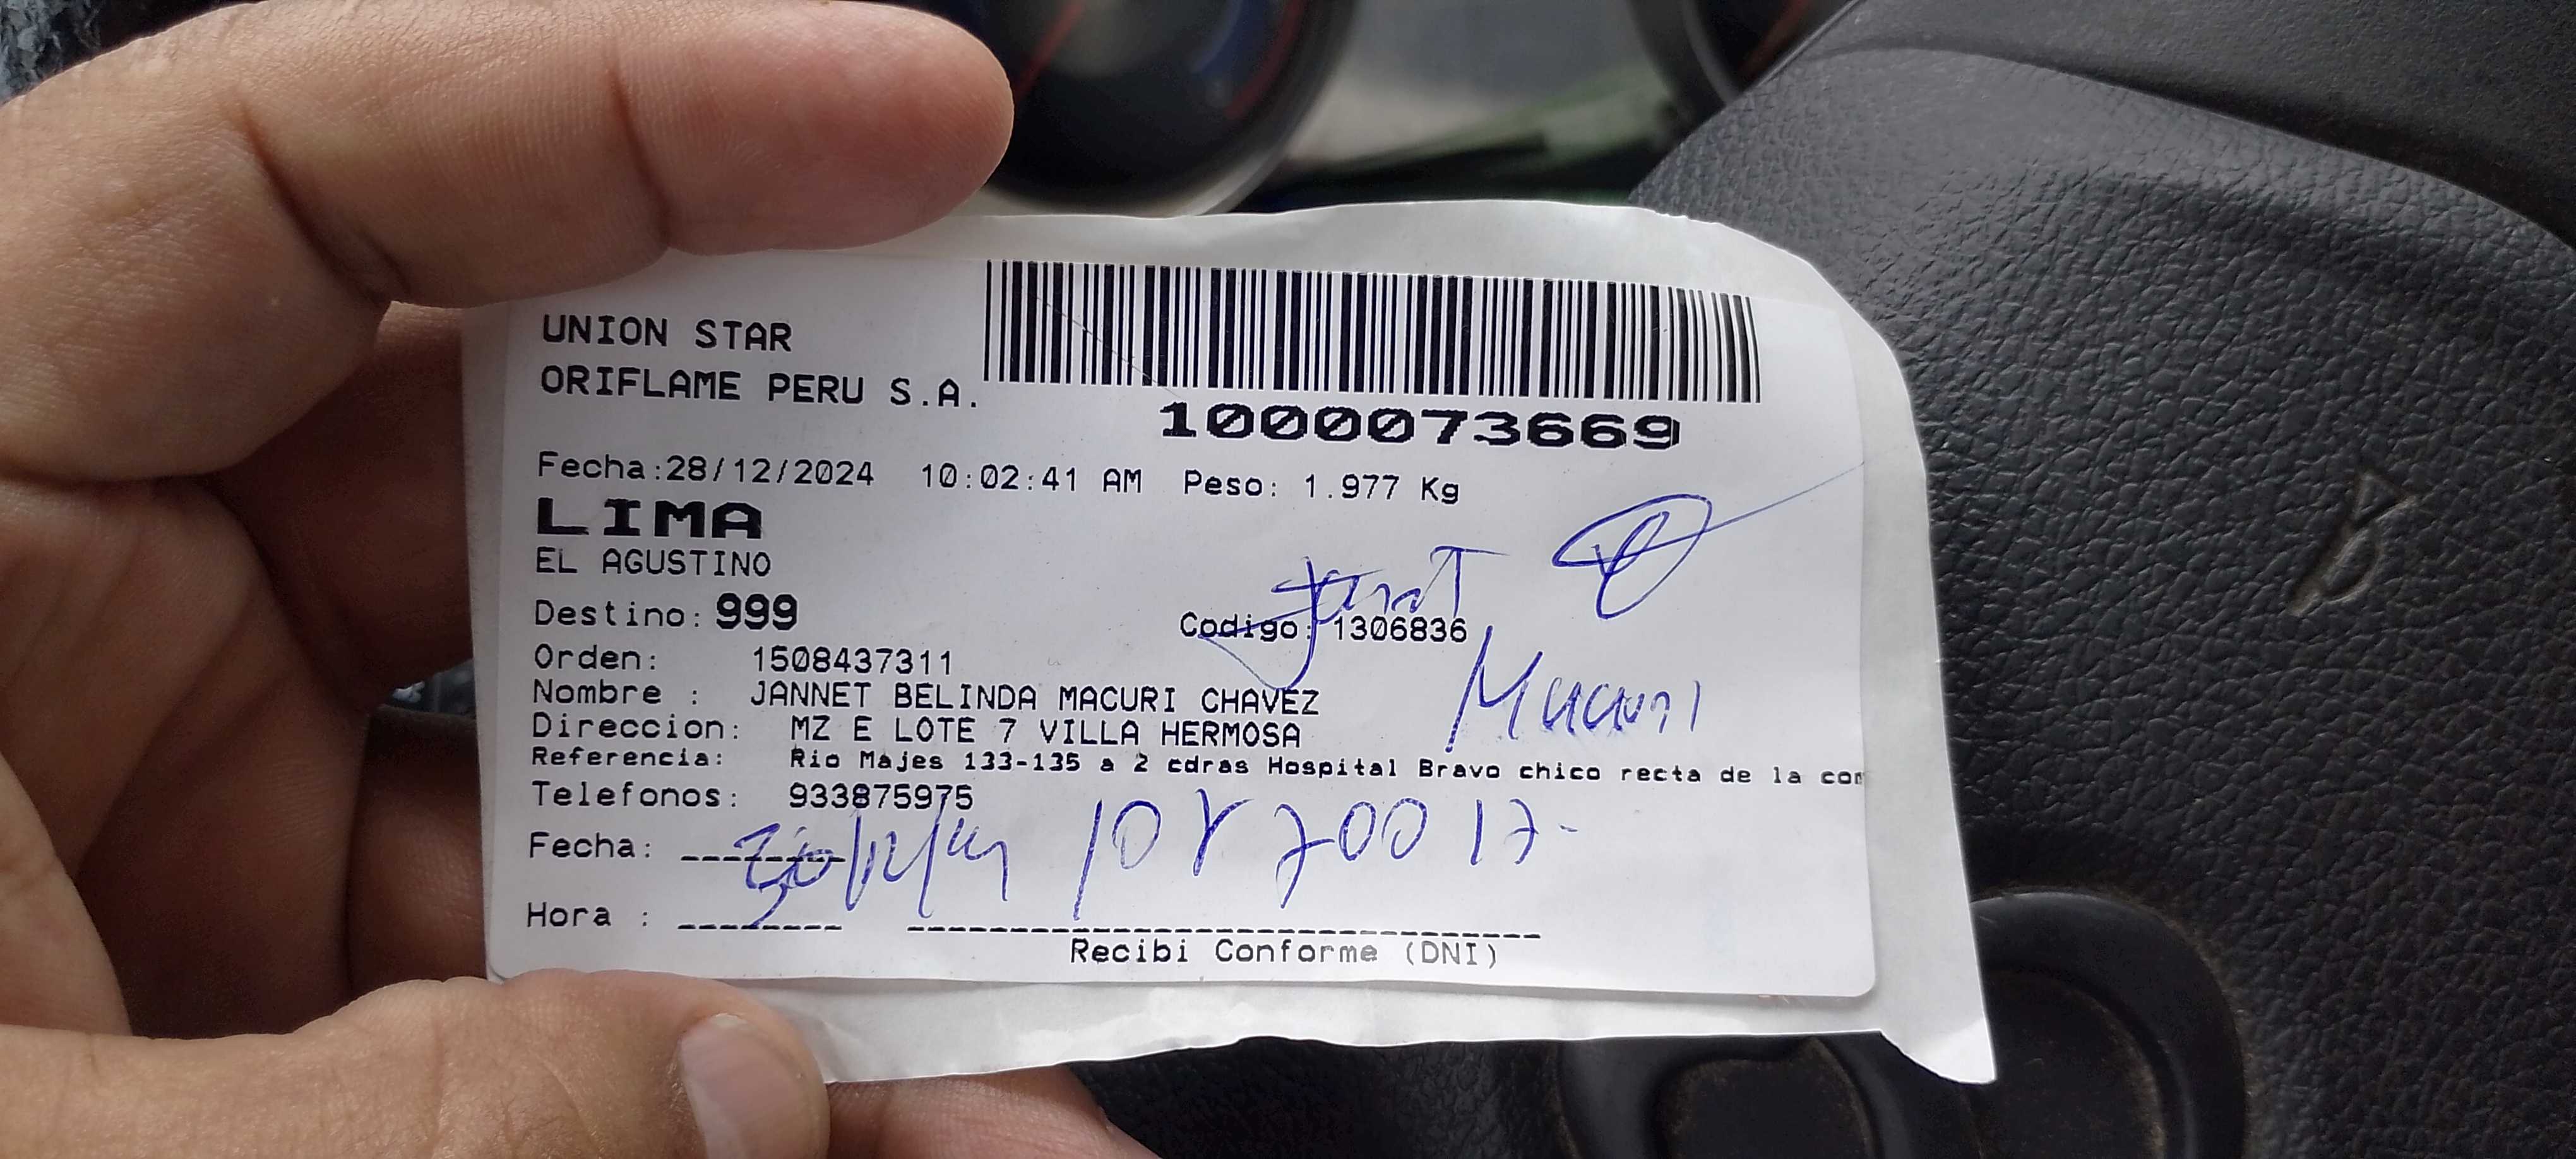 UNION STAR
ORIFLAME PERU S.A.
1000073669
Fecha:28/12/2024 10:02:41 AM Peso: 1.977 Kg
LIMA
EL AGUSTINO
Destino: 999
Codigo: 1306836
Orden: 1508437311
Nombre : JANNET BELINDA MACURI CHAVEZ
Macuri
Direccion: MZ E LOTE 7 VILLA HERMOSA
Referencia: Rio Majes 133-135 a 2 cdras Hospital Bravo chico recta de la com
Telefonos: 933875975
Fecha:
Hora :
Recibi Conforme (DNI)